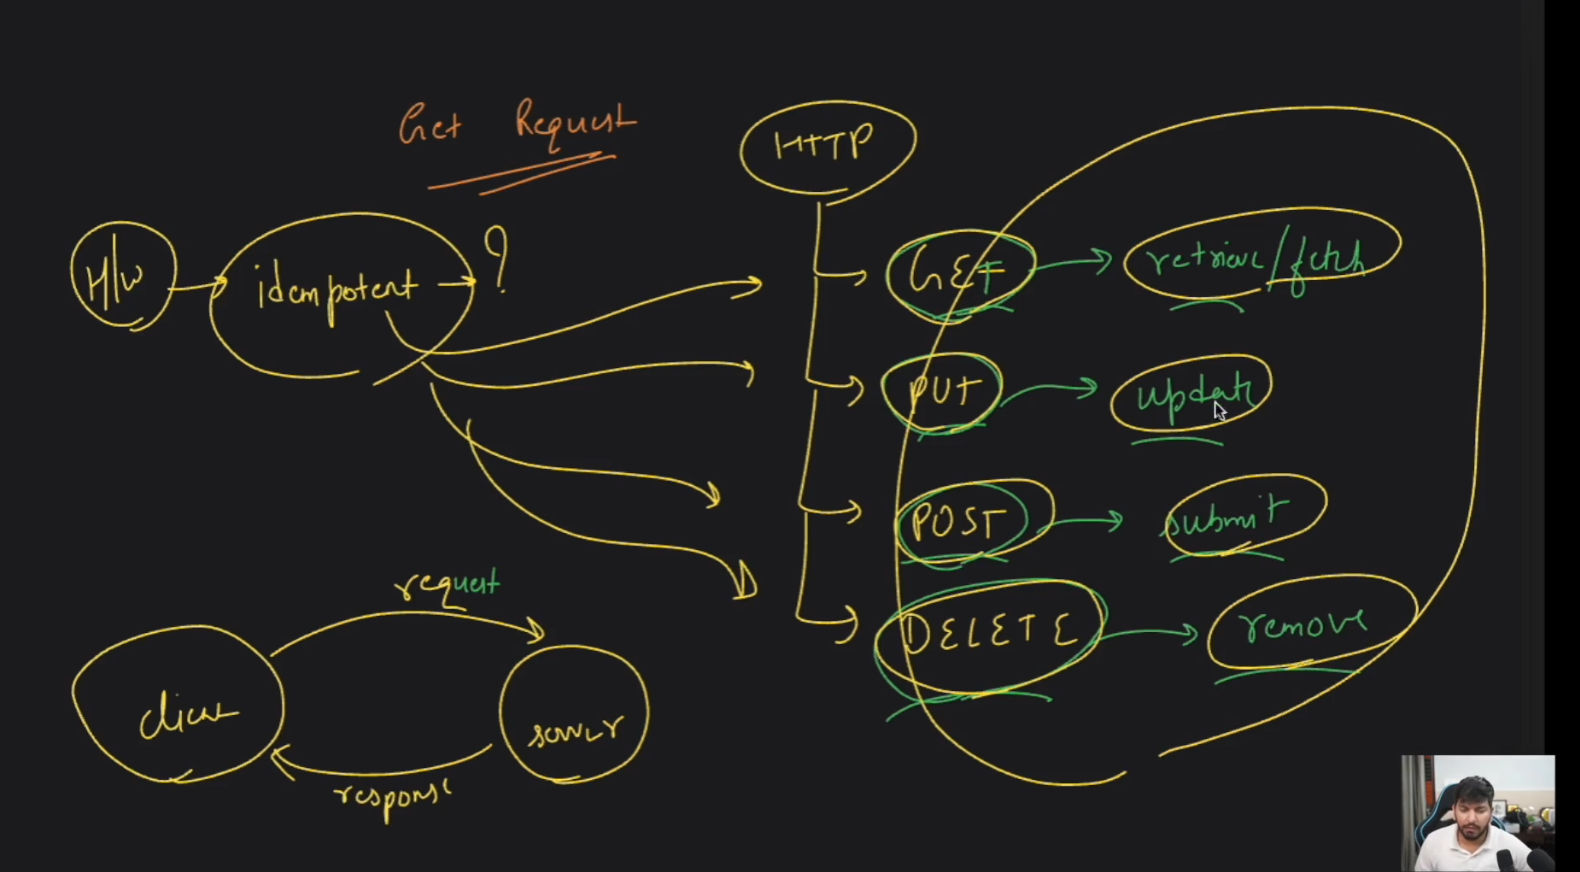 Get Request
HTTP
H/W
idempotent
?
GET
retrieve/fetch
PUT
update
POST
submit
DELETE
remove
request
client
server
response